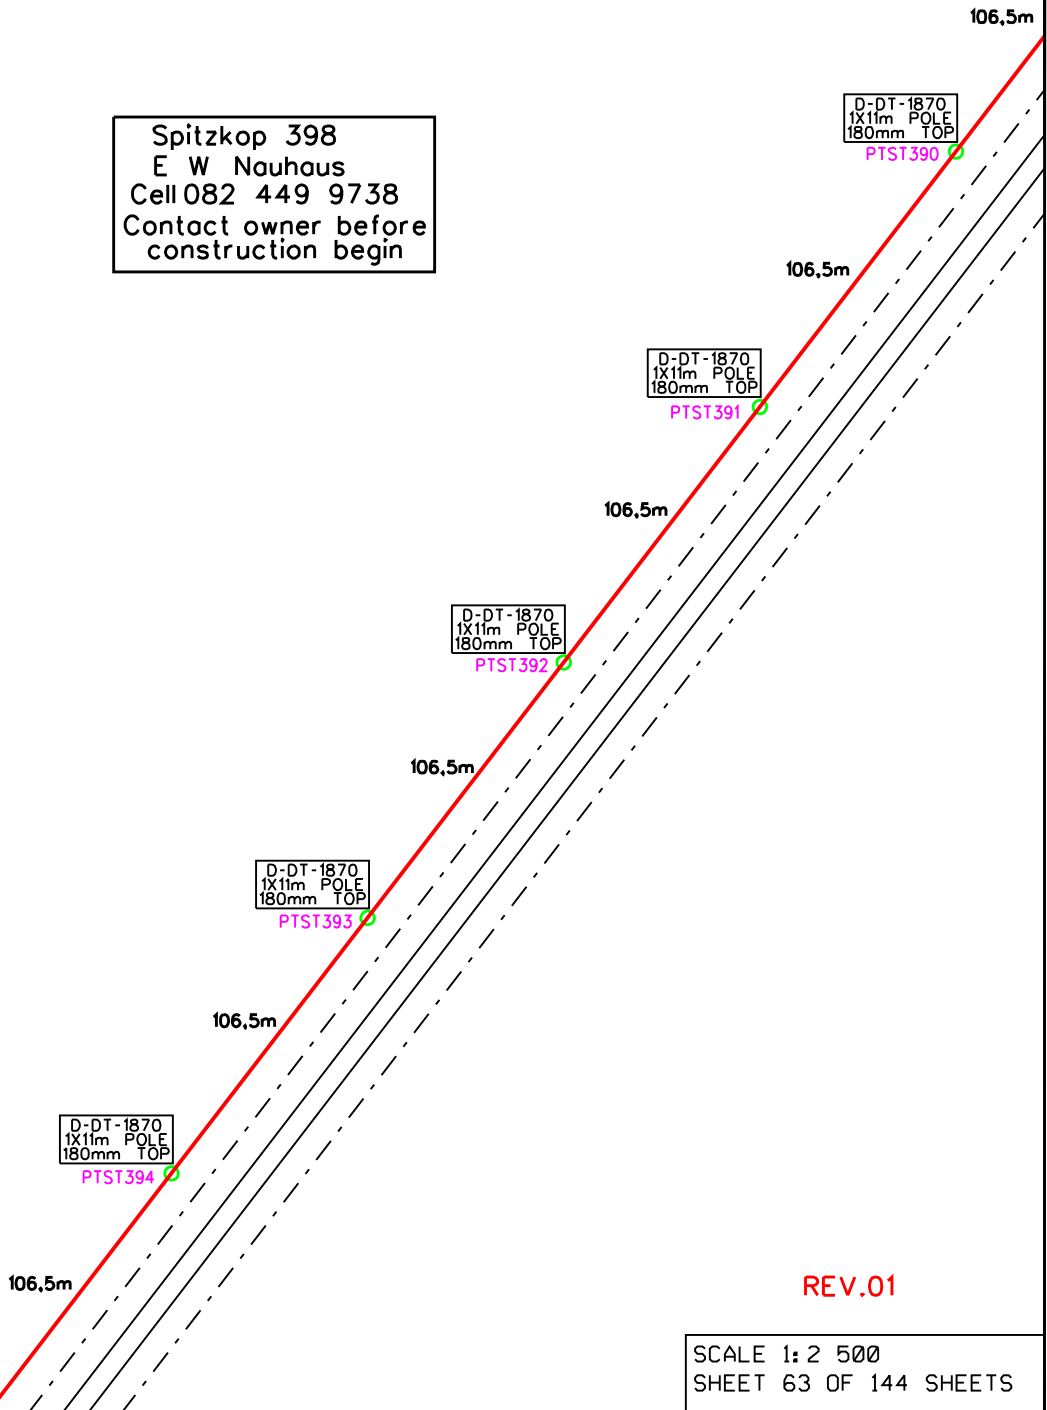 106,5m
D-DT-1870
1X11m POLE
180mm TOP
PTST390
Spitzkop 398
E W Nauhaus
Cell 082 449 9738
Contact owner before
construction begin
106,5m
D-DT-1870
1X11m POLE
180mm TOP
PTST391
106,5m
D-DT-1870
1X11m POLE
180mm TOP
PTST392
106,5m
D-DT-1870
1X11m POLE
180mm TOP
PTST393
106,5m
D-DT-1870
1X11m POLE
180mm TOP
PTST394
106,5m
REV.01
SCALE 1:2 500
SHEET 63 OF 144 SHEETS